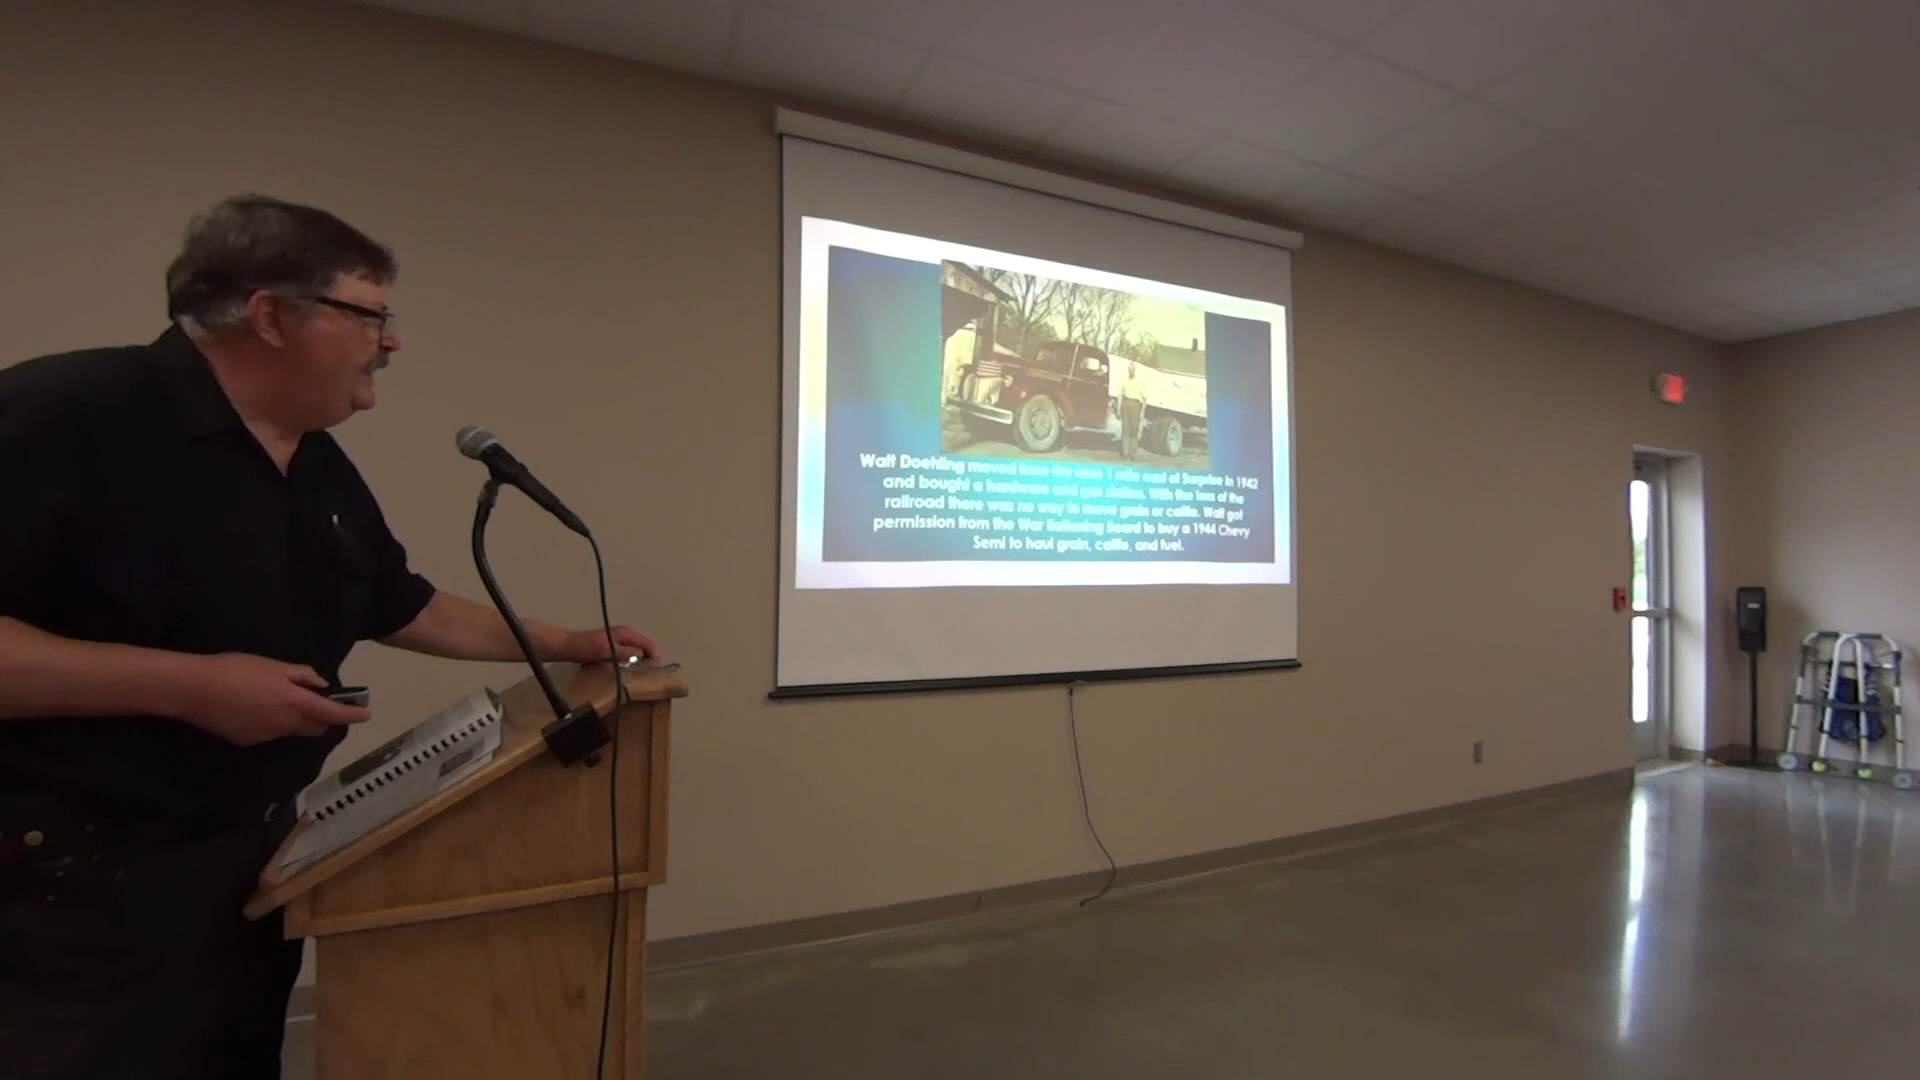 Walt Doehling moved from the farm 1 mile east of Surprise in 1942
and bought a hardware and gas station. With the loss of the
railroad there was no way to move grain or cattle. Walt got
permission from the War Rationing Board to buy a 1944 Chevy
Semi to haul grain, cattle, and fuel.